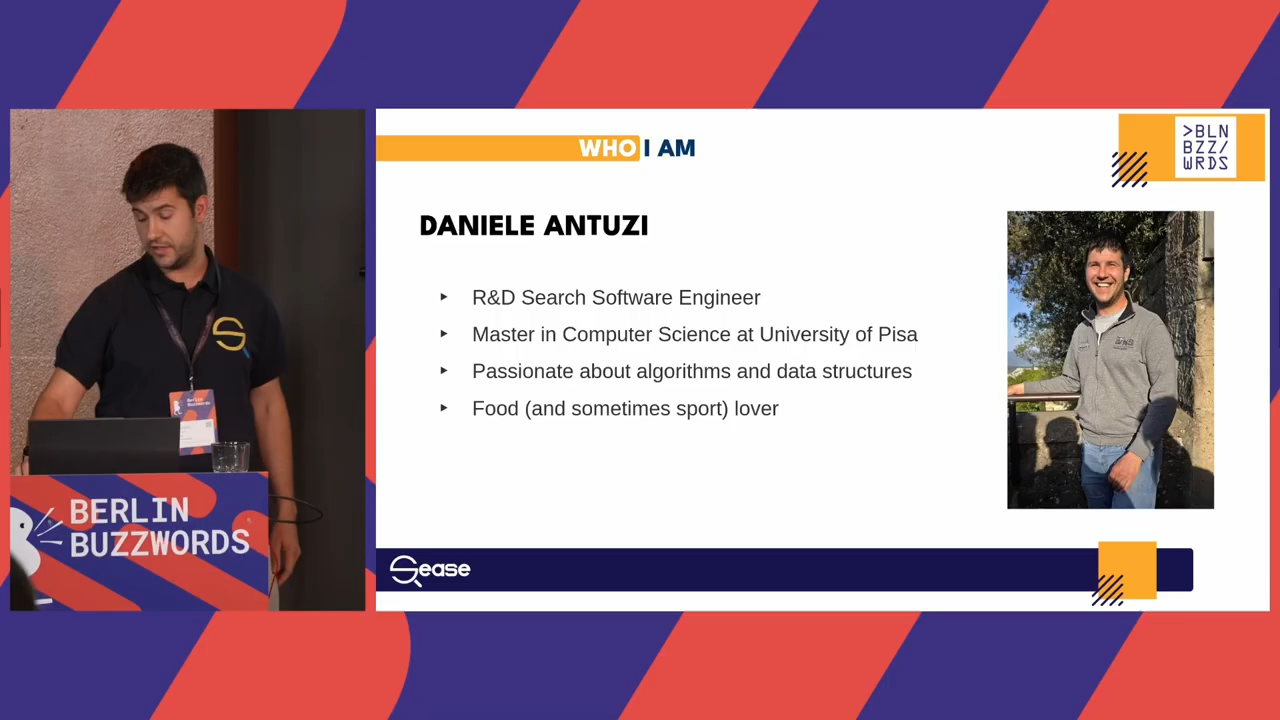 WHO I AM
>BLN
BZZ/
WRDS
DANIELE ANTUZI
‣ R&D Search Software Engineer
‣ Master in Computer Science at University of Pisa
‣ Passionate about algorithms and data structures
‣ Food (and sometimes sport) lover
BERLIN
BUZZWORDS
Sease